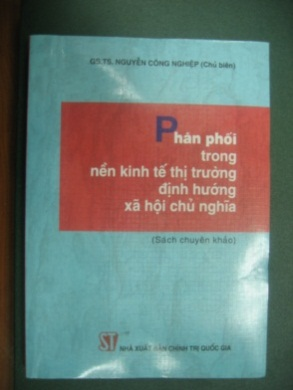 GS.TS. NGUYỄN CÔNG NGHIỆP (Chủ biên)
Phân phối
trong
nền kinh tế thị trường
định hướng
xã hội chủ nghĩa
(Sách chuyên khảo)
ST
NHÀ XUẤT BẢN CHÍNH TRỊ QUỐC GIA